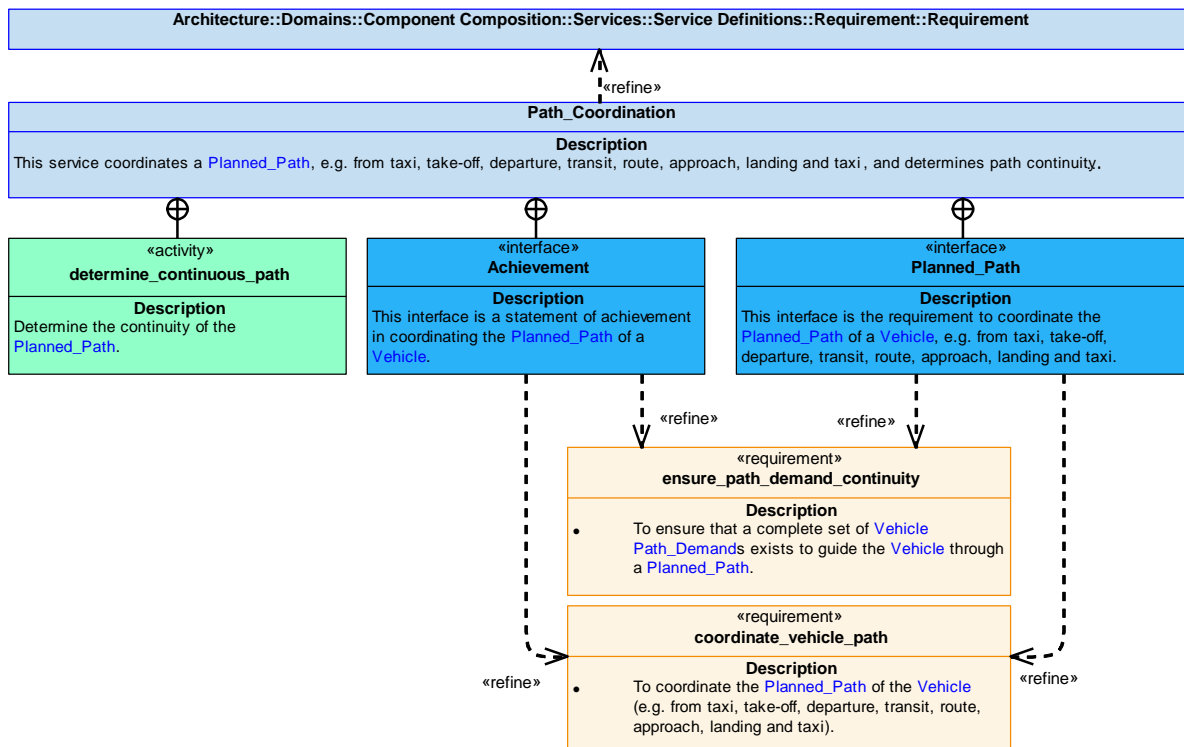 Architecture::Domains::Component Composition::Services::Service Definitions::Requirement::Requirement
«refine»
Path_Coordination
Description
This service coordinates a Planned_Path, e.g. from taxi, take-off, departure, transit, route, approach, landing and taxi, and determines path continuity.
«activity»
determine_continuous_path
Description
Determine the continuity of the
Planned_Path.
«interface»
Achievement
Description
This interface is a statement of achievement
in coordinating the Planned_Path of a
Vehicle.
«interface»
Planned_Path
Description
This interface is the requirement to coordinate the
Planned_Path of a Vehicle, e.g. from taxi, take-off,
departure, transit, route, approach, landing and taxi.
«refine»
«refine»
«requirement»
ensure_path_demand_continuity
Description
• To ensure that a complete set of Vehicle
Path_Demands exists to guide the Vehicle through
a Planned_Path.
«requirement»
coordinate_vehicle_path
Description
«refine»
«refine»
• To coordinate the Planned_Path of the Vehicle
(e.g. from taxi, take-off, departure, transit, route,
approach, landing and taxi).